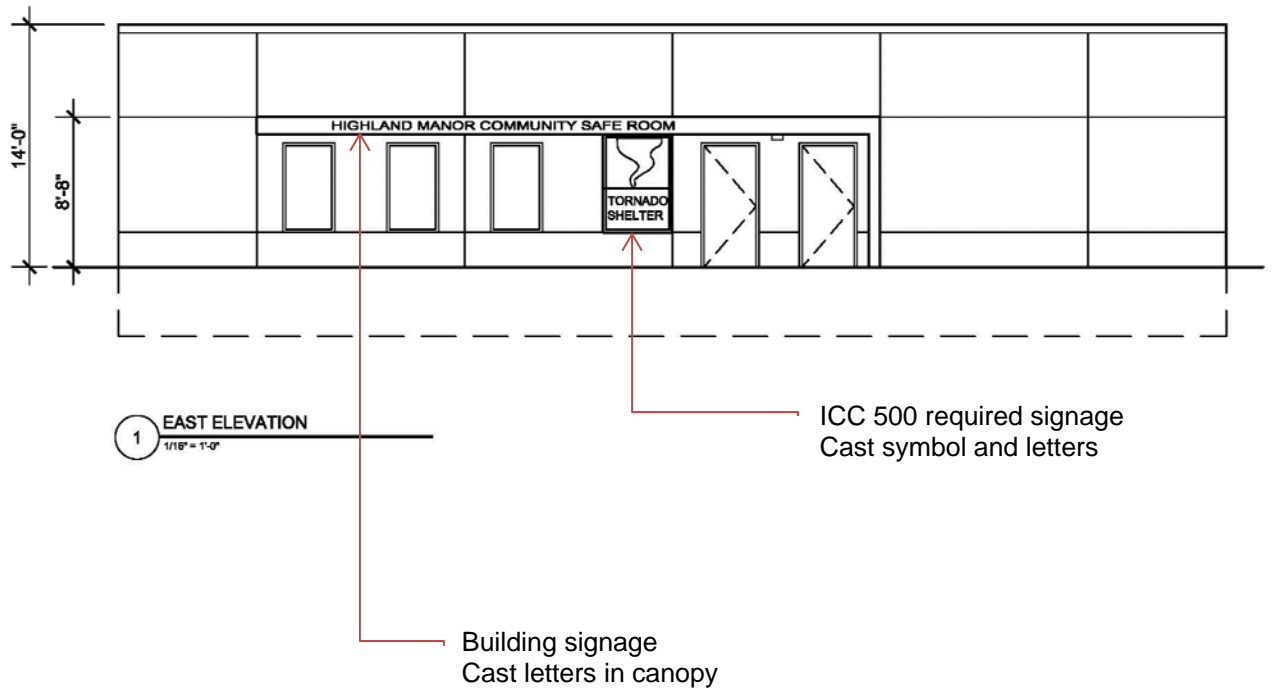 14'-0"
8'-8"
HIGHLAND MANOR COMMUNITY SAFE ROOM
TORNADO
SHELTER
1
EAST ELEVATION
1/16" = 1'-0"
ICC 500 required signage
Cast symbol and letters
Building signage
Cast letters in canopy